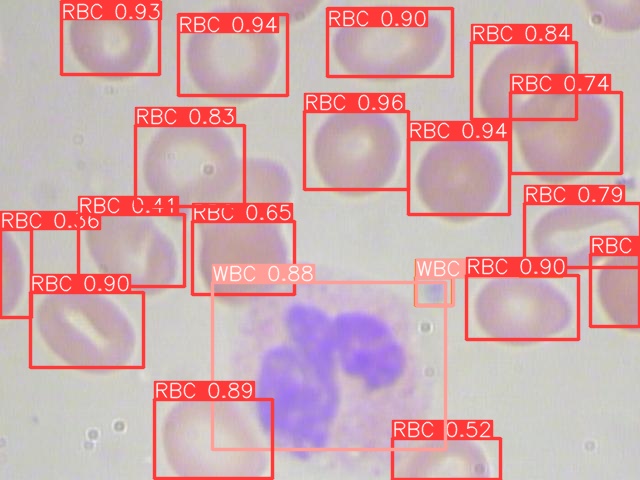 RBC 0.93
RBC 0.94
RBC 0.90
RBC 0.84
RBC 0.74
RBC 0.96
RBC 0.83
RBC 0.94
RBC 0.79
RBC 0.41
RBC 0.65
RBC
RBC
WBC 0.88
WBC
RBC 0.90
RBC 0.90
RBC 0.89
RBC 0.52